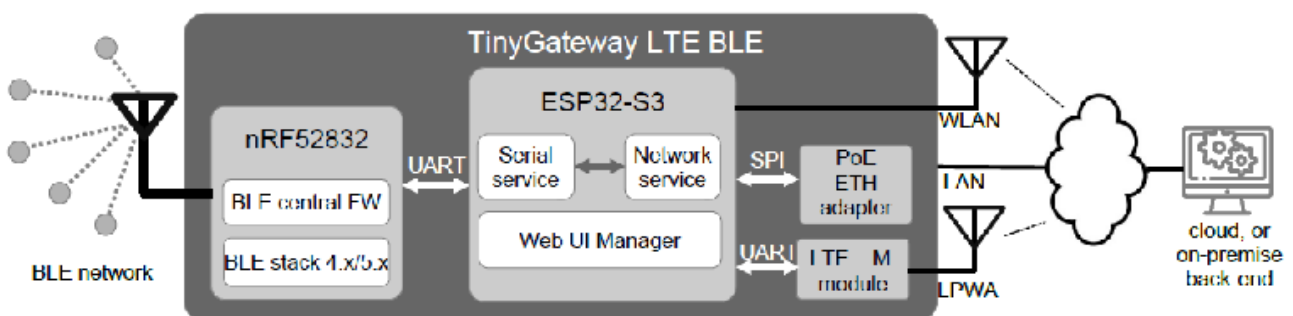 TinyGateway LTE BLE
BLE network
nRF52832
BLE central FW
BLE stack 4.x/5.x
UART
ESP32-S3
Serial
service
Network
service
Web UI Manager
SPI
UART
PoE
ETH
adapter
LTE M
module
WLAN
LAN
LPWA
cloud, or
on-premise
back end